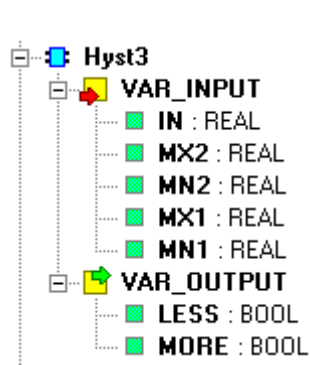 Hyst3
VAR_INPUT
IN : REAL
MX2 : REAL
MN2 : REAL
MX1 : REAL
MN1 : REAL
VAR_OUTPUT
LESS : BOOL
MORE : BOOL